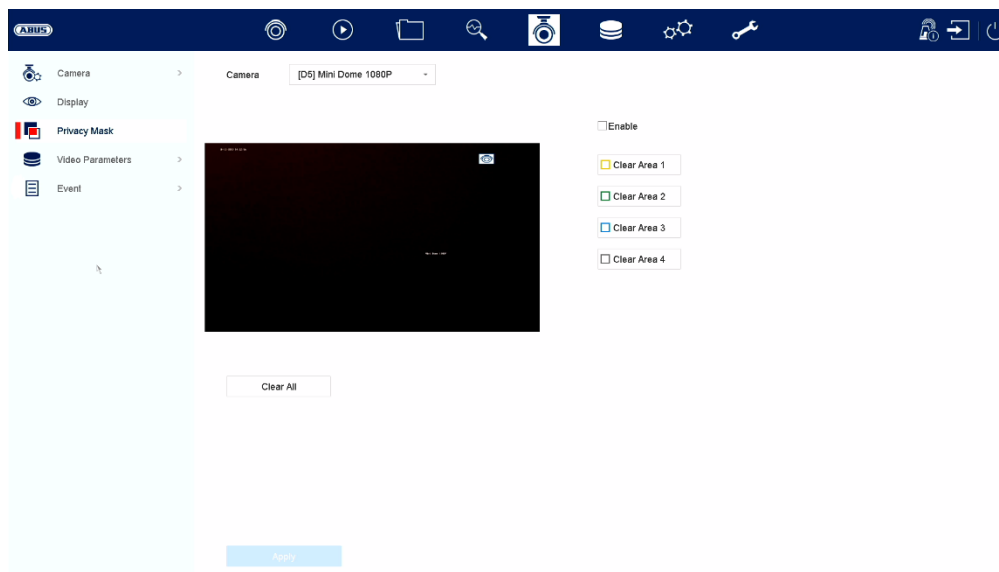 ABUS
Camera
Display
Privacy Mask
Video Parameters
Event
Camera [D5] Mini Dome 1080P
Enable
Clear Area 1
Clear Area 2
Clear Area 3
Clear Area 4
Clear All
Apply